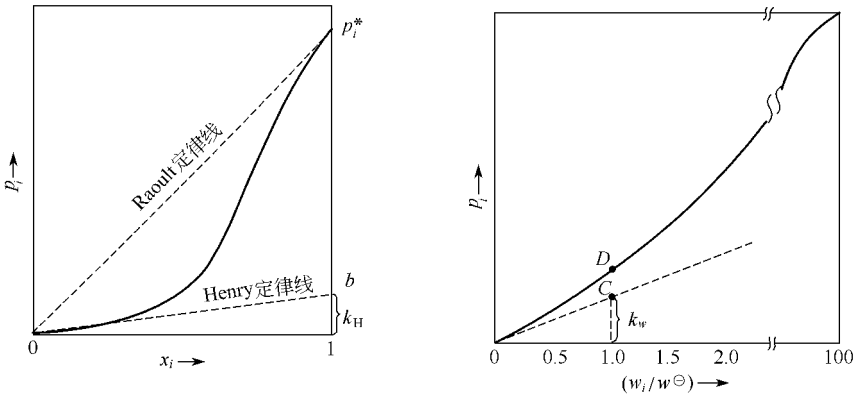 p_i^*
Raoult定律线
p_i→
Henry定律线
b
k_H
0
x_i→
1
p_i→
D
C
k_w
0
0.5
1.0
1.5
2.0
100
(w_i/w^⊖)→